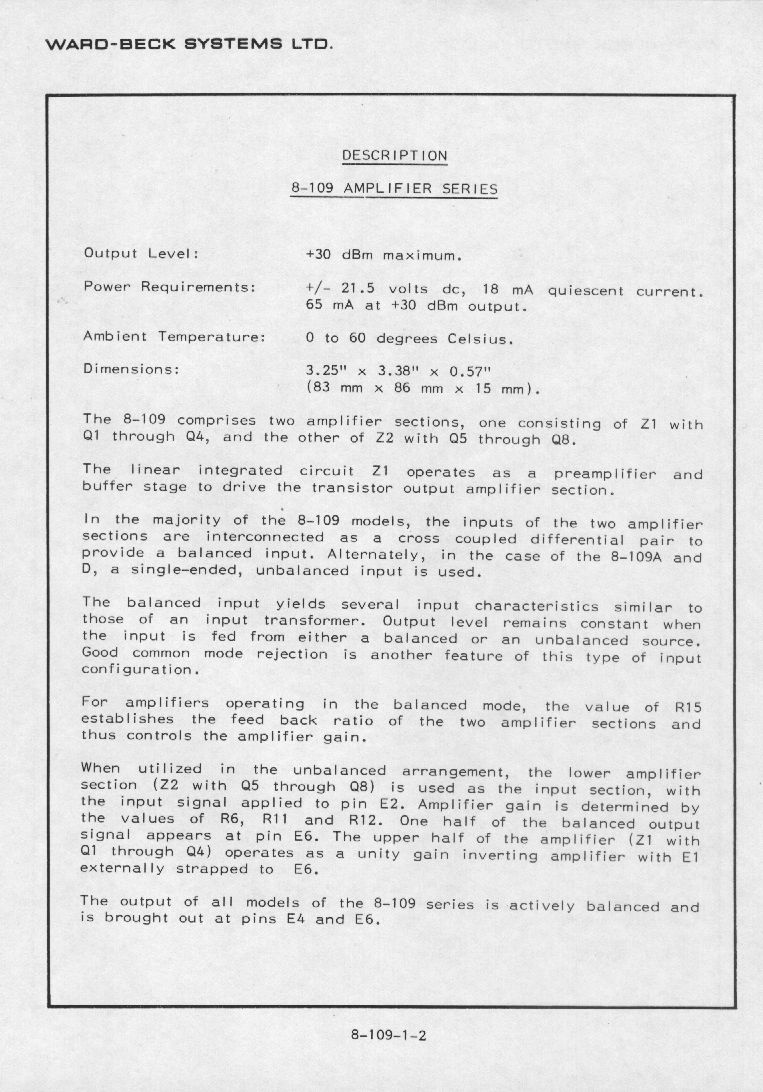 WARD-BECK SYSTEMS LTD.
DESCRIPTION
8-109 AMPLIFIER SERIES
Output Level: +30 dBm maximum.
Power Requirements: +/- 21.5 volts dc, 18 mA quiescent current.
65 mA at +30 dBm output.
Ambient Temperature: 0 to 60 degrees Celsius.
Dimensions: 3.25" x 3.38" x 0.57"
(83 mm x 86 mm x 15 mm).
The 8-109 comprises two amplifier sections, one consisting of Z1 with
Q1 through Q4, and the other of Z2 with Q5 through Q8.
The linear integrated circuit Z1 operates as a preamplifier and
buffer stage to drive the transistor output amplifier section.
In the majority of the 8-109 models, the inputs of the two amplifier
sections are interconnected as a cross coupled differential pair to
provide a balanced input. Alternately, in the case of the 8-109A and
D, a single-ended, unbalanced input is used.
The balanced input yields several input characteristics similar to
those of an input transformer. Output level remains constant when
the input is fed from either a balanced or an unbalanced source.
Good common mode rejection is another feature of this type of input
configuration.
For amplifiers operating in the balanced mode, the value of R15
establishes the feed back ratio of the two amplifier sections and
thus controls the amplifier gain.
When utilized in the unbalanced arrangement, the lower amplifier
section (Z2 with Q5 through Q8) is used as the input section, with
the input signal applied to pin E2. Amplifier gain is determined by
the values of R6, R11 and R12. One half of the balanced output
signal appears at pin E6. The upper half of the amplifier (Z1 with
Q1 through Q4) operates as a unity gain inverting amplifier with E1
externally strapped to E6.
The output of all models of the 8-109 series is actively balanced and
is brought out at pins E4 and E6.
8-109-1-2